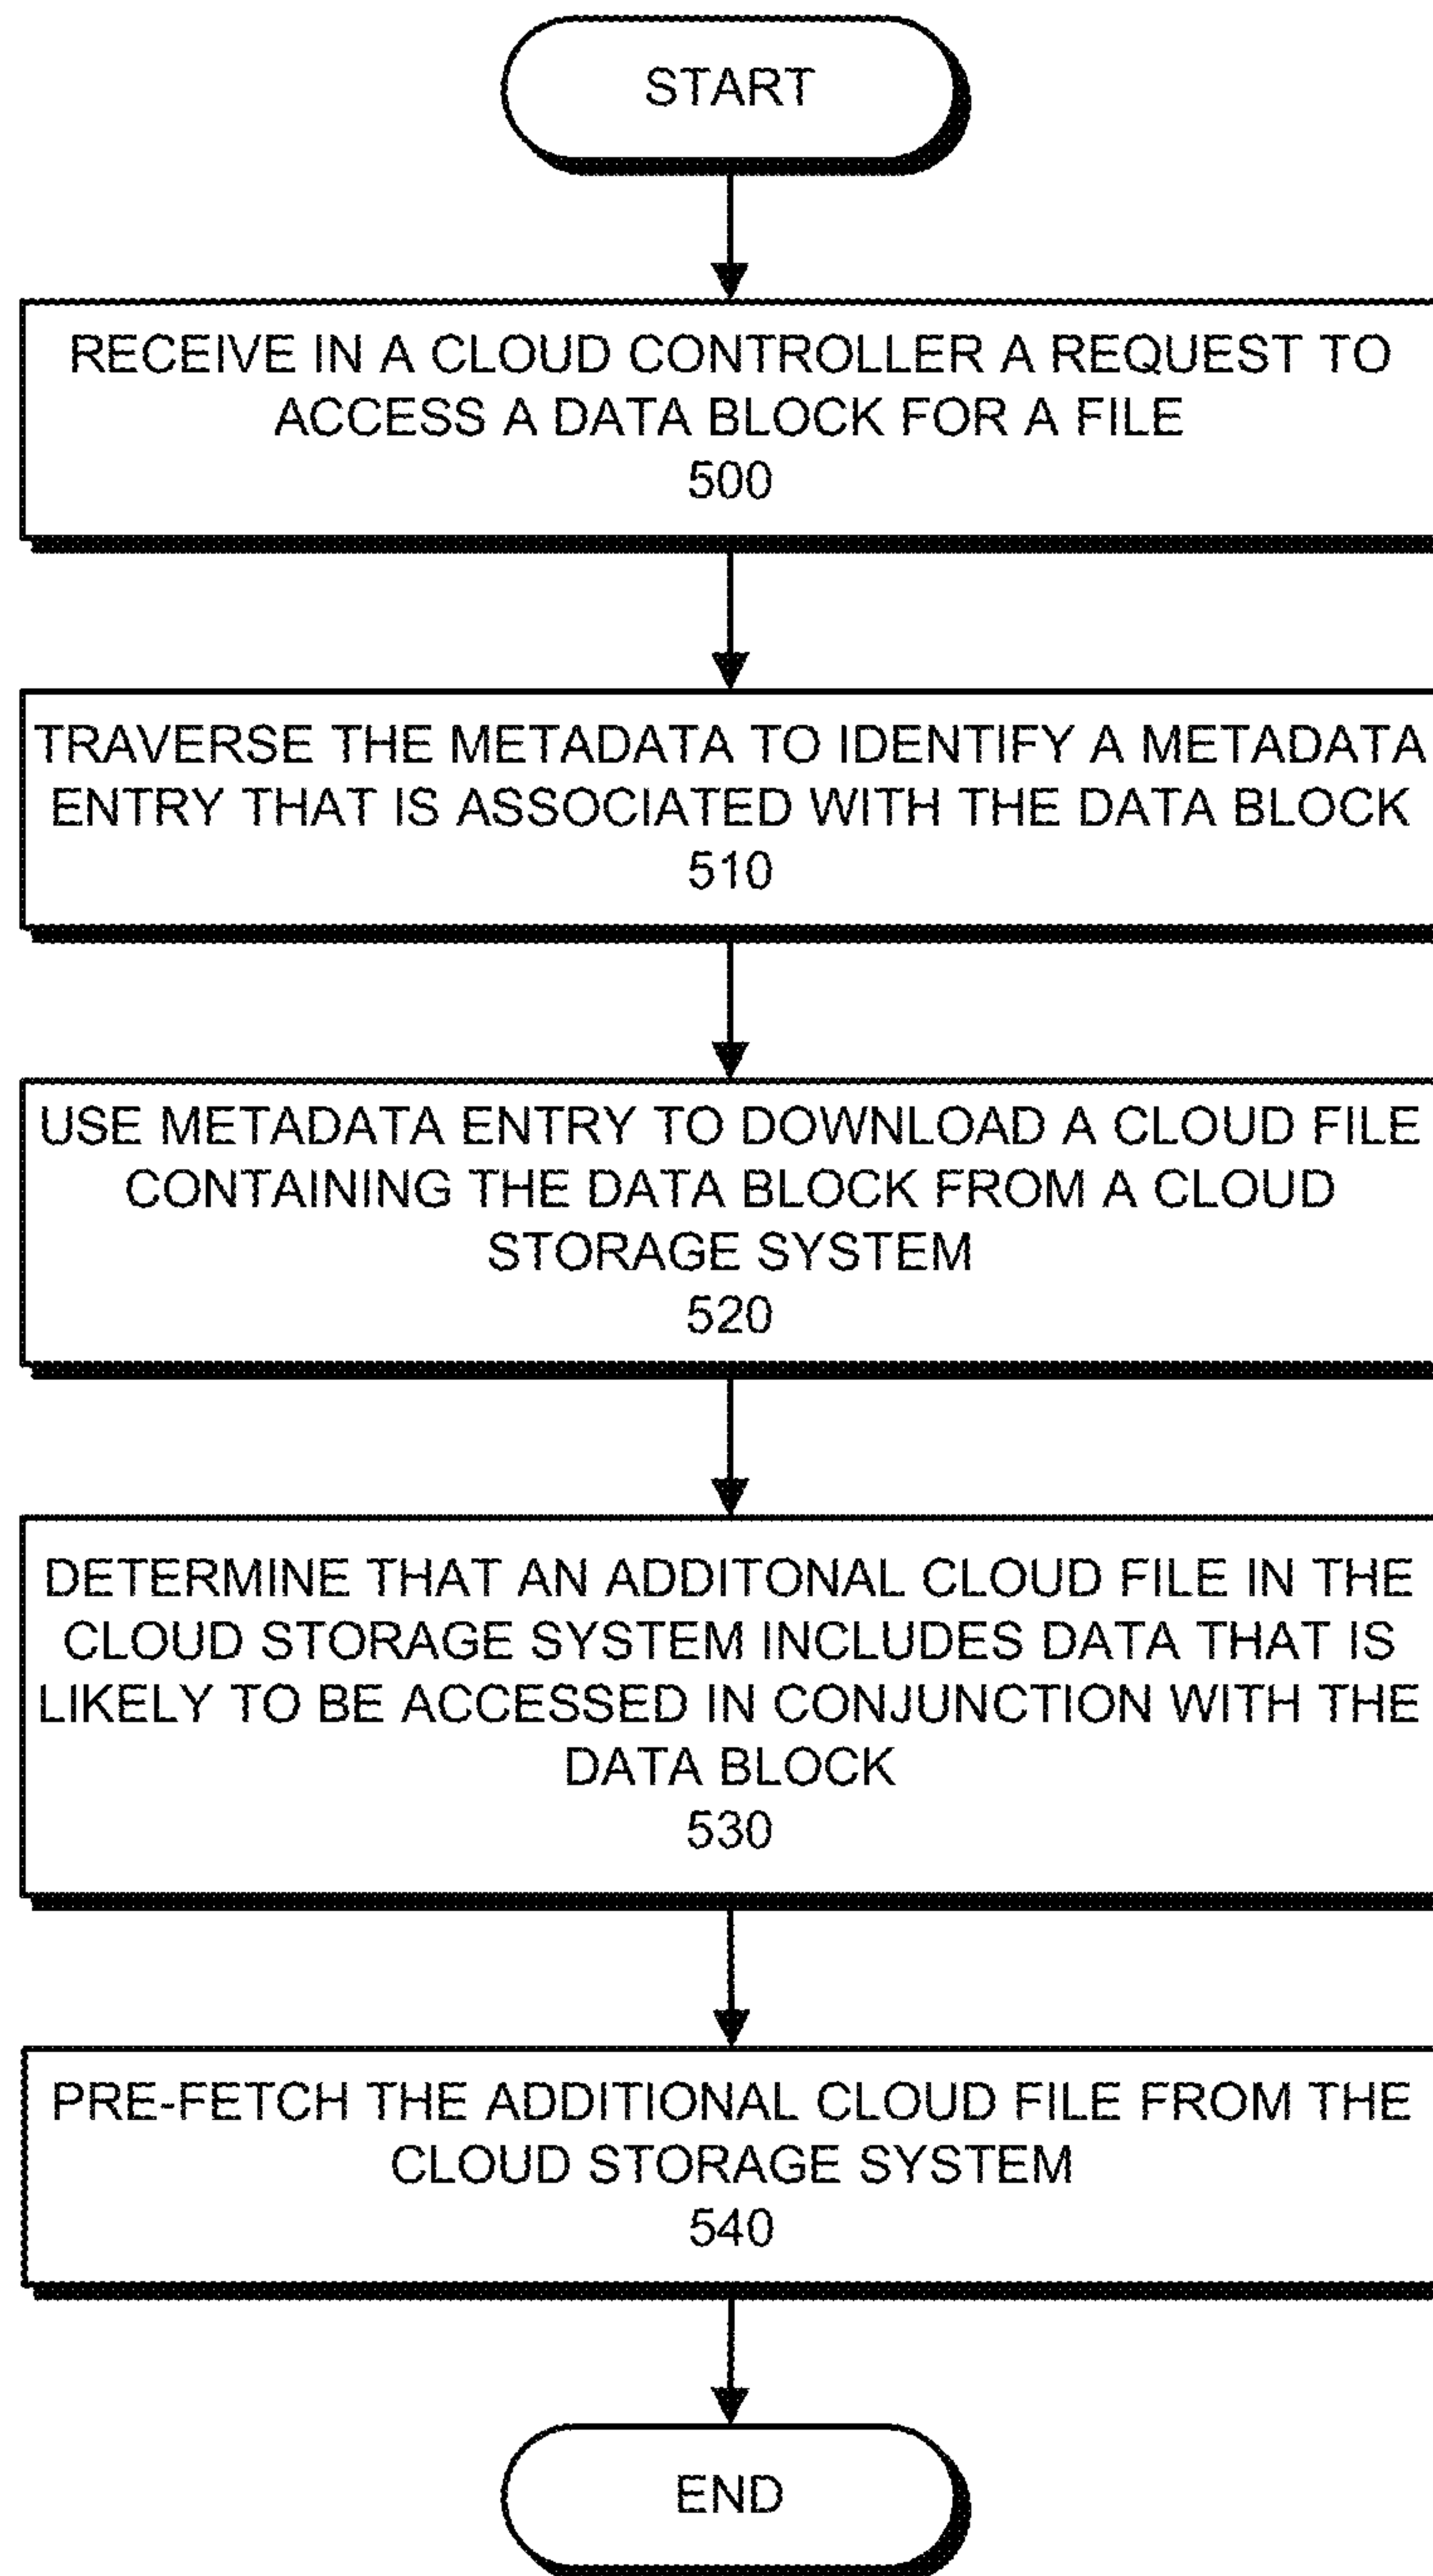 START
RECEIVE IN A CLOUD CONTROLLER A REQUEST TO
ACCESS A DATA BLOCK FOR A FILE
500
TRAVERSE THE METADATA TO IDENTIFY A METADATA
ENTRY THAT IS ASSOCIATED WITH THE DATA BLOCK
510
USE METADATA ENTRY TO DOWNLOAD A CLOUD FILE
CONTAINING THE DATA BLOCK FROM A CLOUD
STORAGE SYSTEM
520
DETERMINE THAT AN ADDITONAL CLOUD FILE IN THE
CLOUD STORAGE SYSTEM INCLUDES DATA THAT IS
LIKELY TO BE ACCESSED IN CONJUNCTION WITH THE
DATA BLOCK
530
PRE-FETCH THE ADDITIONAL CLOUD FILE FROM THE
CLOUD STORAGE SYSTEM
540
END